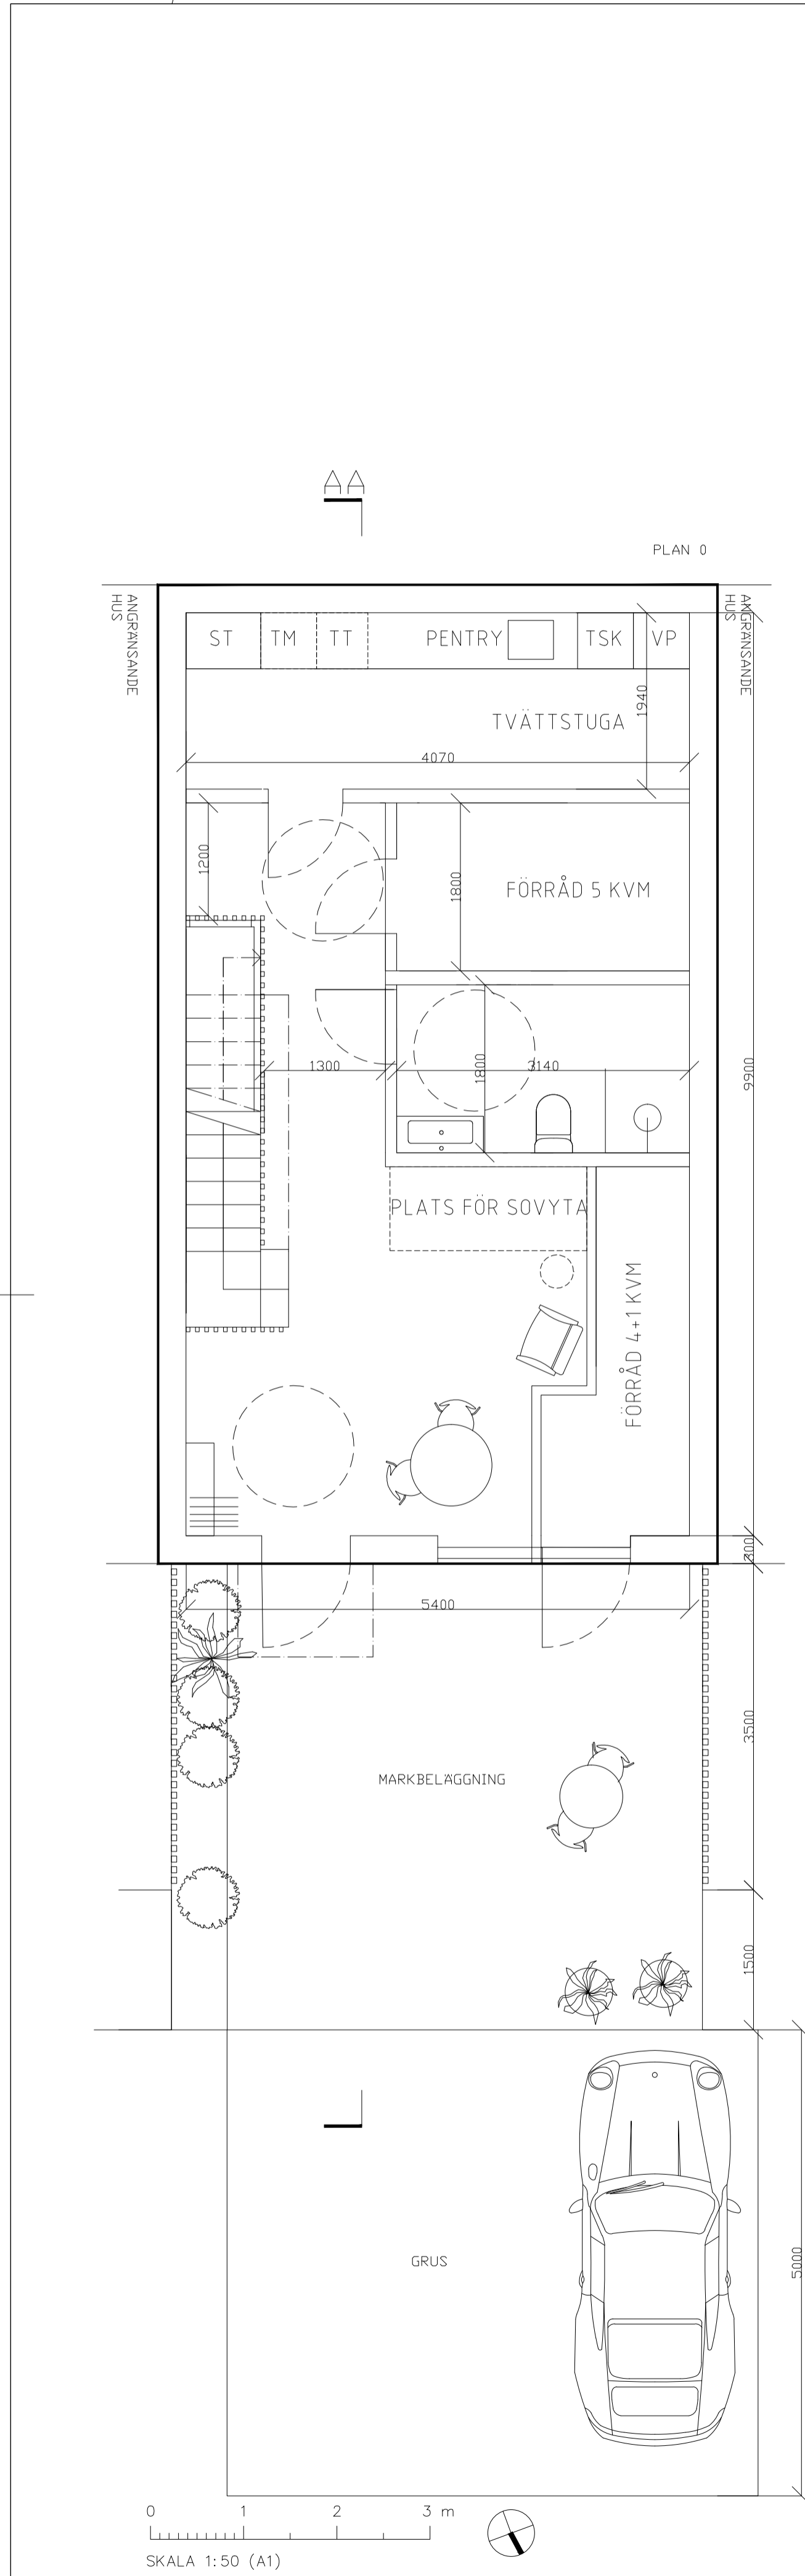 AA
PLAN 0
ANGRÄNSANDE
HUS
ANGRÄNSANDE
HUS
ST TM TT PENTRY TSK VP
1940
TVÄTTSTUGA
4070
1200
1800
FÖRRÅD 5 KVM
1300
1800
3140
9900
PLATS FÖR SOVYTA
FÖRRÅD 4+1 KVM
300
5400
3500
MARKBELÄGGNING
1500
GRUS
5000
0 1 2 3 m
SKALA 1:50 (A1)